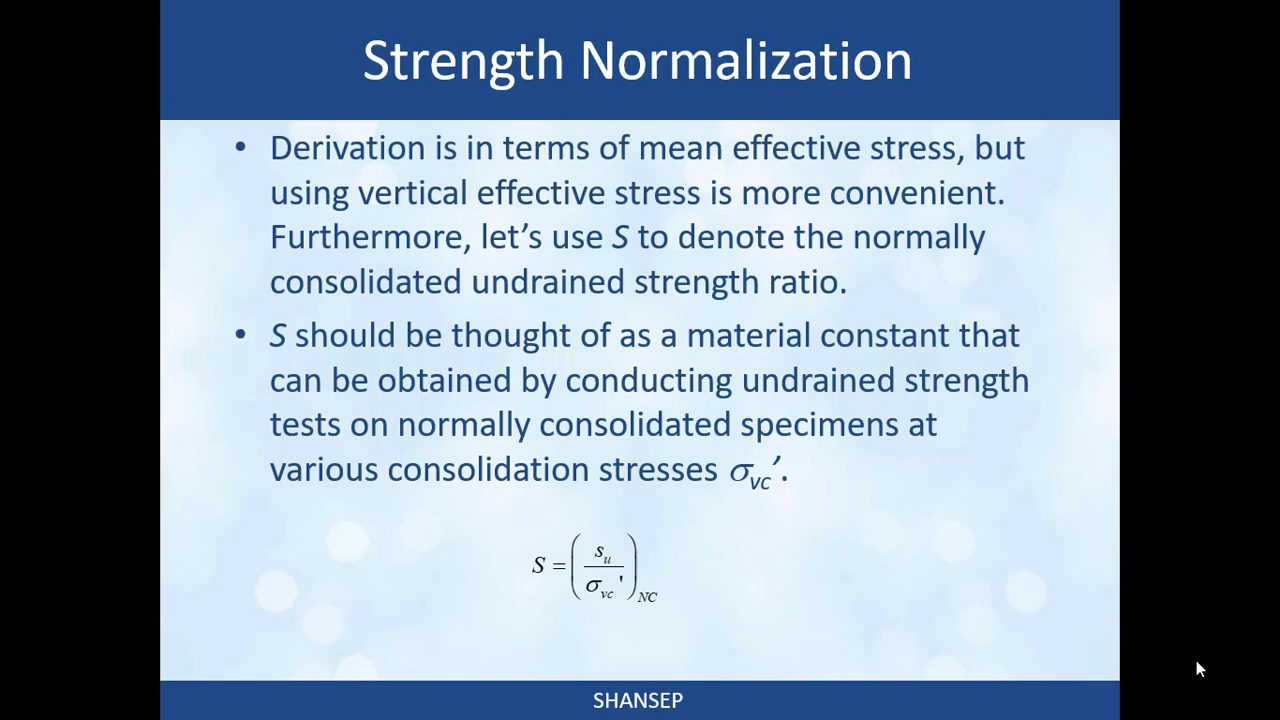 Strength Normalization
• Derivation is in terms of mean effective stress, but
using vertical effective stress is more convenient.
Furthermore, let’s use S to denote the normally
consolidated undrained strength ratio.
• S should be thought of as a material constant that
can be obtained by conducting undrained strength
tests on normally consolidated specimens at
various consolidation stresses σvc’.
S = (su / σvc ')NC
SHANSEP